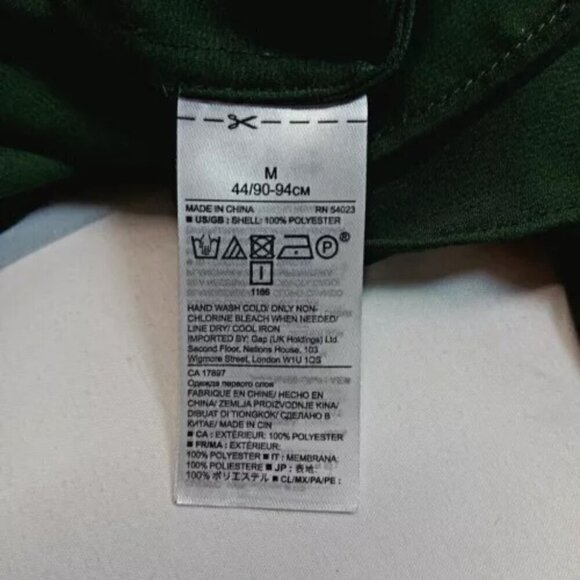 M
44/90-94CM
MADE IN CHINA RN 54023
■ US/GB : SHELL: 100% POLYESTER
P ®
1166
HAND WASH COLD/ ONLY NON-
CHLORINE BLEACH WHEN NEEDED/
LINE DRY/ COOL IRON
IMPORTED BY: Gap (UK Holdings) Ltd.
Second Floor, Nations House, 103
Wigmore Street, London W1U 1QS
CA 17897
Одежда первого слоя
FABRIQUÉ EN CHINE/ HECHO EN
CHINA/ ZEMLJA PROIZVODNJE KINA/
DIBUAT DI TIONGKOK/ СДЕЛАНО В
КИТАЕ/ MADE IN CIN
■ CA : EXTÉRIEUR: 100% POLYESTER
■ FR/MA : EXTÉRIEUR: 100%
POLYESTER ■ IT : MEMBRANA:
100% POLIESTERE ■ JP : 表地:
100% ポリエステル ■ CL/MX/PA/PE :